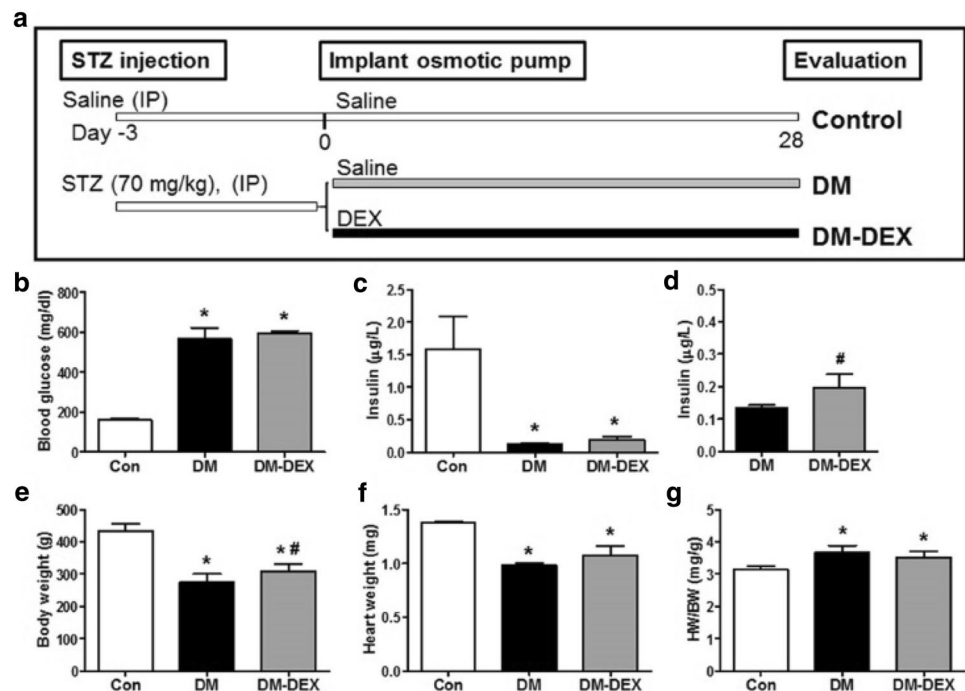 a
STZ injection
Implant osmotic pump
Evaluation
Saline (IP)
Saline
Control
Day -3
0
28
STZ (70 mg/kg), (IP)
Saline
DM
DEX
DM-DEX
b
Blood glucose (mg/dl)
800
600
400
200
0
*
*
Con
DM
DM-DEX
c
Insulin (µg/L)
2.5
2.0
1.5
1.0
0.5
0.0
*
*
Con
DM
DM-DEX
d
Insulin (µg/L)
0.5
0.4
0.3
0.2
0.1
0.0
#
DM
DM-DEX
e
Body weight (g)
500
400
300
200
100
0
*
* #
Con
DM
DM-DEX
f
Heart weight (mg)
1.5
1.0
0.5
0.0
*
*
Con
DM
DM-DEX
g
HW/BW (mg/g)
5
4
3
2
1
0
*
*
Con
DM
DM-DEX